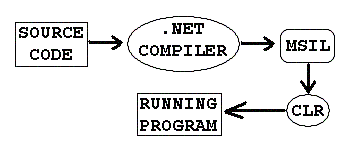 SOURCE
CODE
.NET
COMPILER
MSIL
CLR
RUNNING
PROGRAM